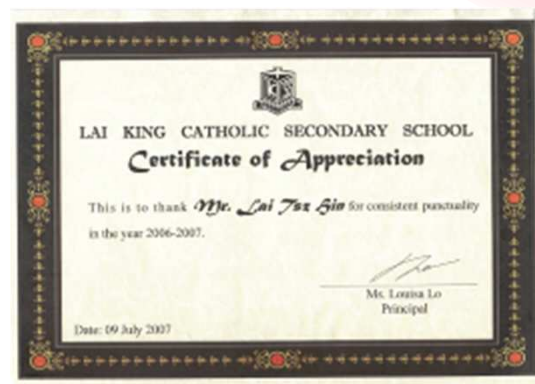 LAI KING CATHOLIC SECONDARY SCHOOL
Certificate of Appreciation
This is to thank Mr. Lai Tsz Hin for consistent punctuality
in the year 2006-2007.
Ms. Louisa Lo
Principal
Date: 09 July 2007